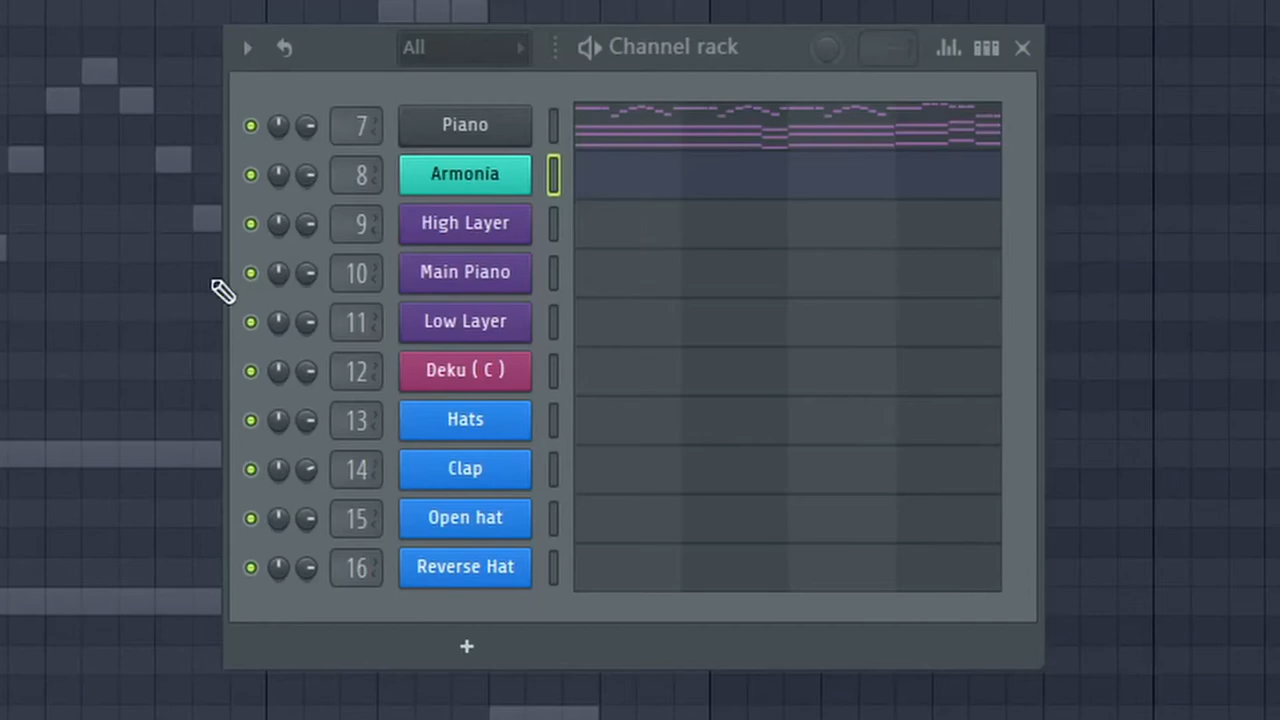 All
Channel rack
7 Piano
8 Armonía
9 High Layer
10 Main Piano
11 Low Layer
12 Deku ( C )
13 Hats
14 Clap
15 Open hat
16 Reverse Hat
+